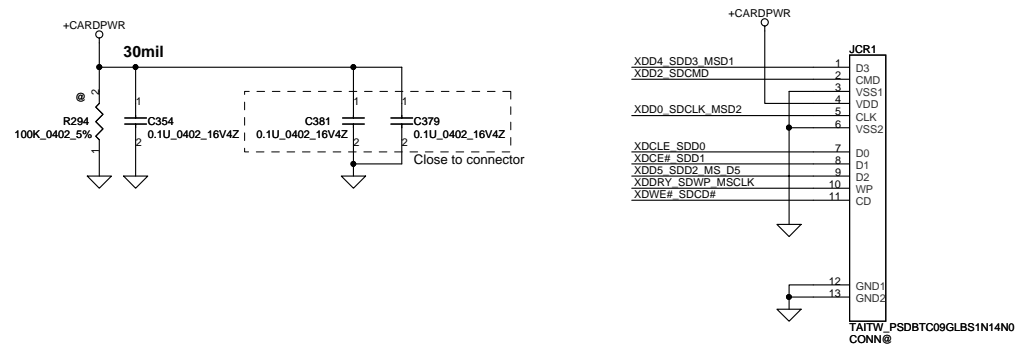 +CARDPWR
30mil
@
2
R294
100K_0402_5%
1
1
C354
0.1U_0402_16V4Z
2
1
C381
0.1U_0402_16V4Z
2
1
C379
0.1U_0402_16V4Z
2
Close to connector
+CARDPWR
JCR1
XDD4_SDD3_MSD1 1 D3
XDD2_SDCMD 2 CMD
3 VSS1
4 VDD
XDD0_SDCLK_MSD2 5 CLK
6 VSS2
XDCLE_SDD0 7 D0
XDCE#_SDD1 8 D1
XDD5_SDD2_MS_D5 9 D2
XDDRY_SDWP_MSCLK 10 WP
XDWE#_SDCD# 11 CD
12 GND1
13 GND2
TAITW_PSDBTC09GLBS1N14N0
CONN@